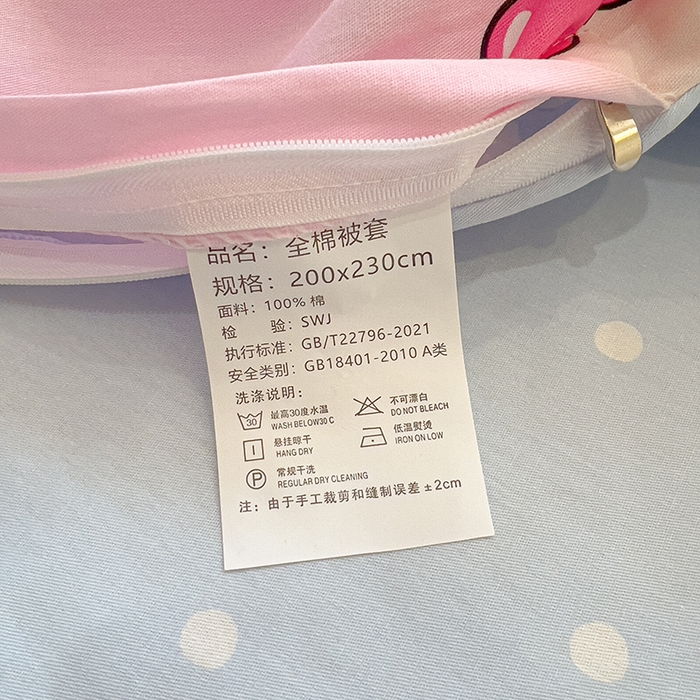 品名：全棉被套
规格：200x230cm
面料：100% 棉
检 验：SWJ
执行标准：GB/T22796-2021
安全类别：GB18401-2010 A类
洗涤说明：
30 最高30度水温 不可漂白
WASH BELOW30 C DO NOT BLEACH
悬挂晾干 低温熨烫
HANG DRY IRON ON LOW
P 常规干洗
REGULAR DRY CLEANING
注：由于手工裁剪和缝制误差±2cm